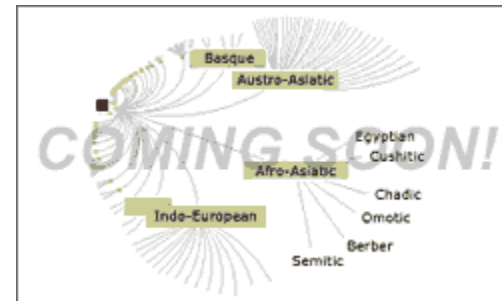 Basque
Austro-Asiatic
COMING SOON!
Egyptian
Cushitic
Afro-Asiatic
Chadic
Indo-European
Omotic
Berber
Semitic